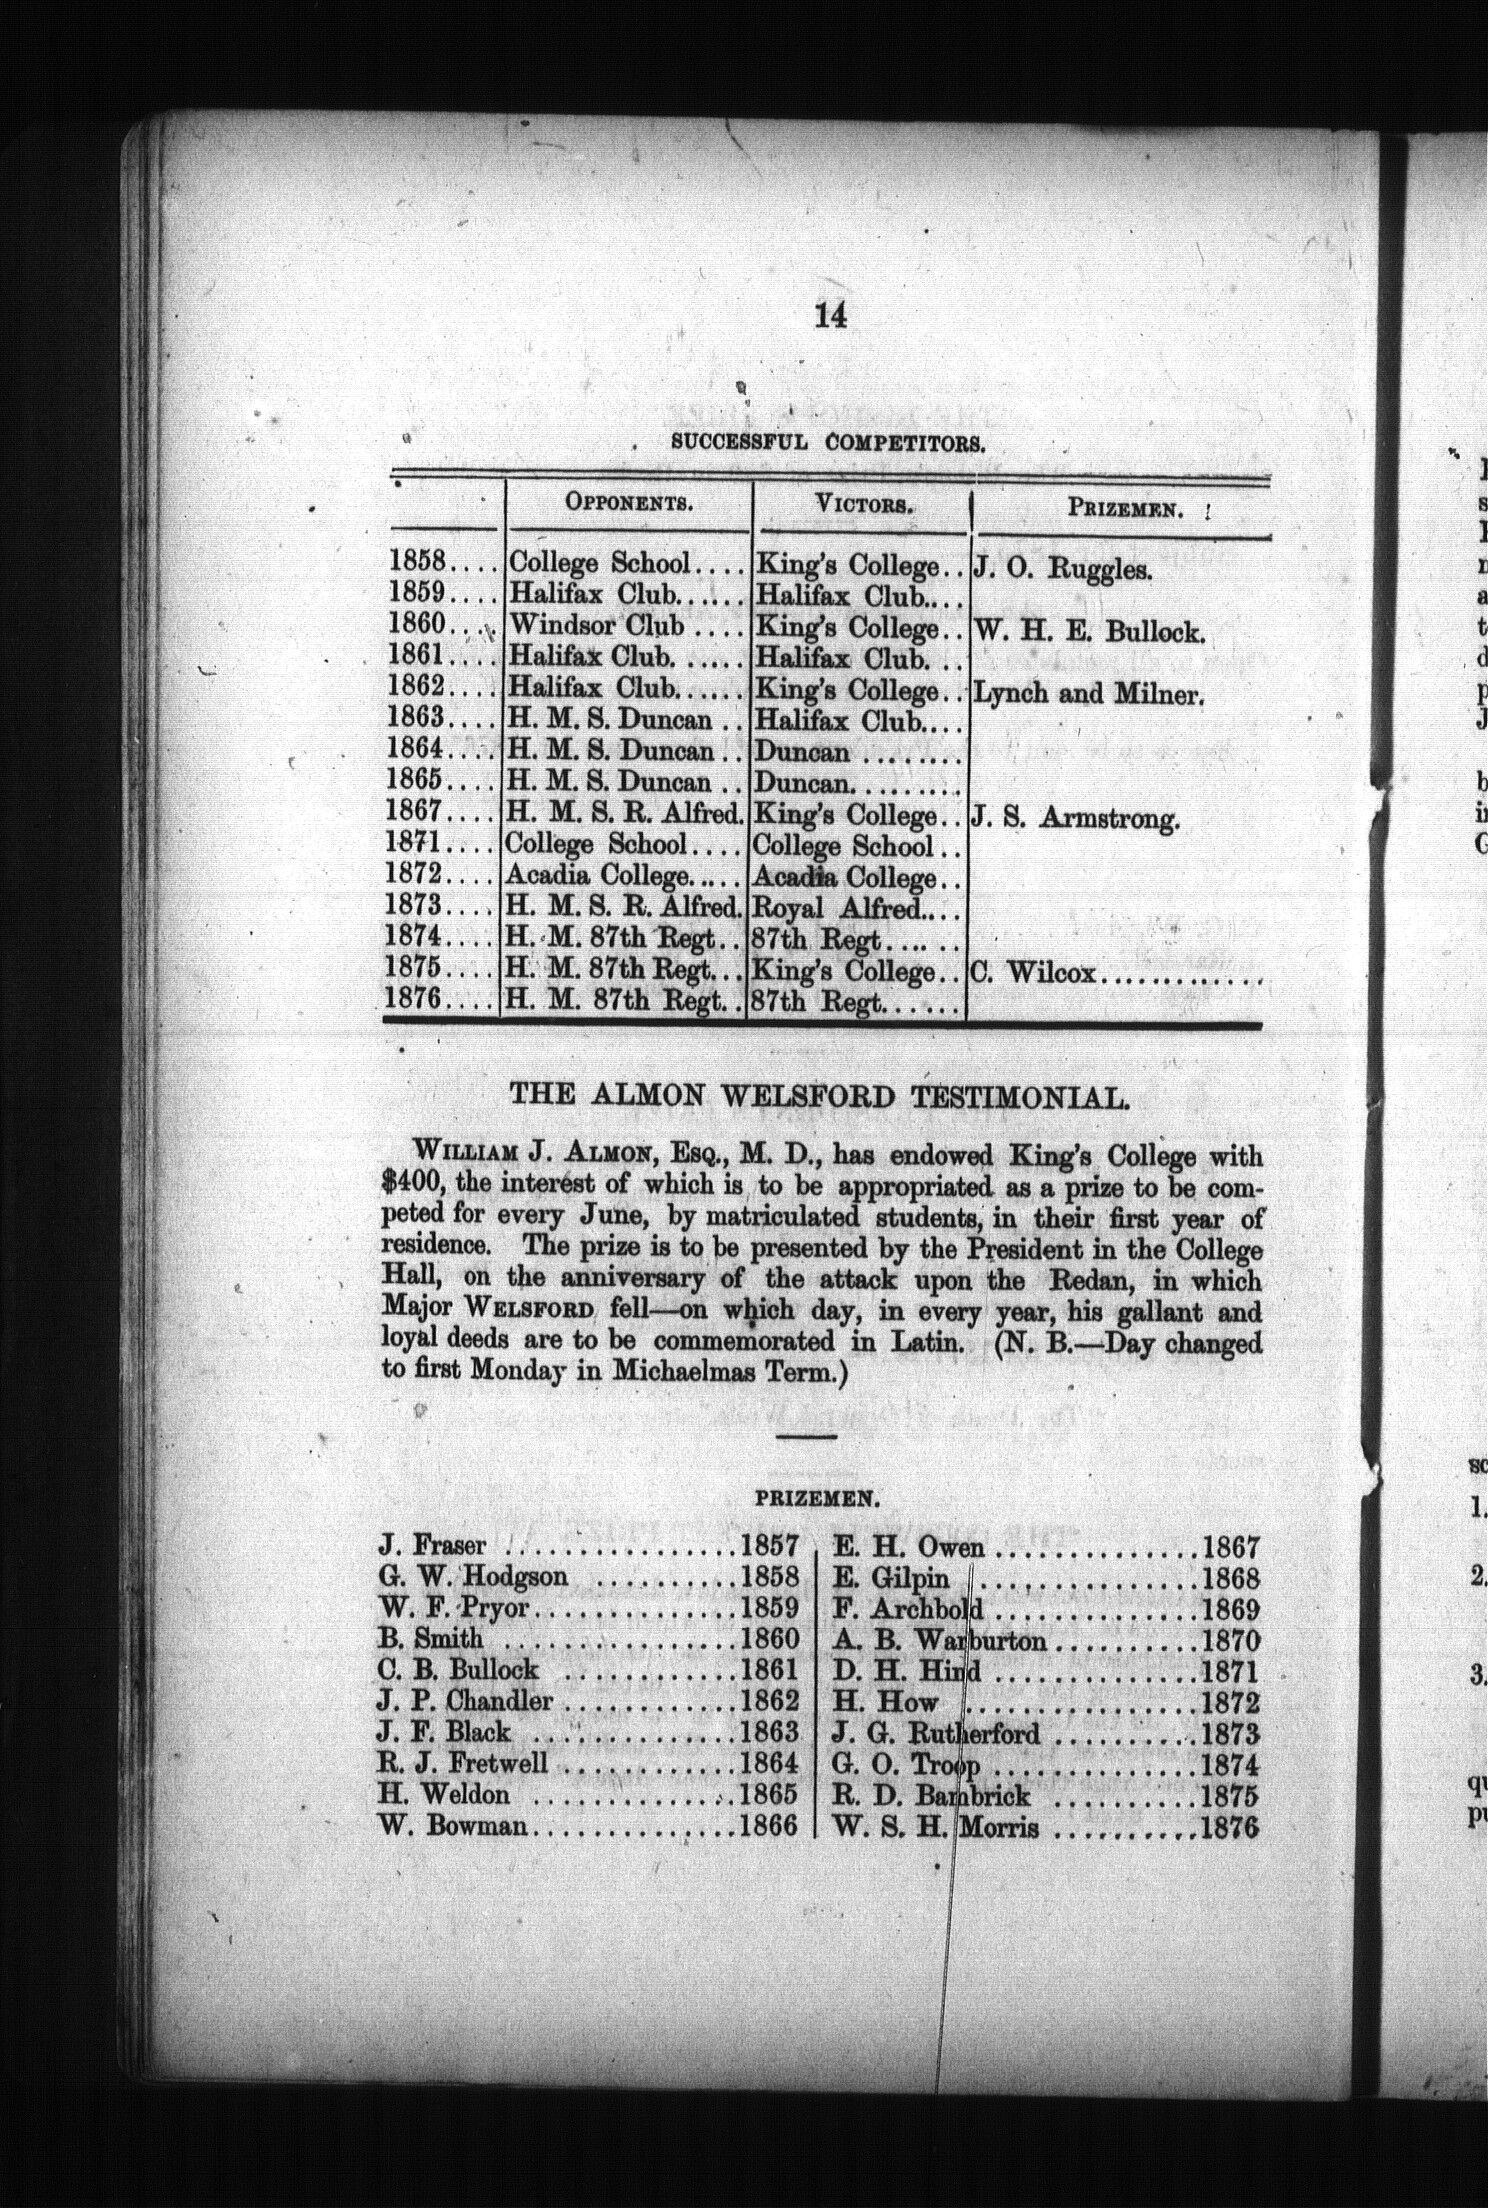 14
SUCCESSFUL COMPETITORS.
OPPONENTS. VICTORS. PRIZEMEN.
1858.... College School.... King's College.. J. O. Ruggles.
1859.... Halifax Club...... Halifax Club....
1860.... Windsor Club .... King's College.. W. H. E. Bullock.
1861.... Halifax Club...... Halifax Club. ..
1862.... Halifax Club...... King's College.. Lynch and Milner.
1863.... H. M. S. Duncan .. Halifax Club....
1864.... H. M. S. Duncan .. Duncan ........
1865.... H. M. S. Duncan .. Duncan.........
1867.... H. M. S. R. Alfred. King's College.. J. S. Armstrong.
1871.... College School.... College School ..
1872.... Acadia College..... Acadia College..
1873.... H. M. S. R. Alfred. Royal Alfred....
1874.... H. M. 87th Regt.. 87th Regt......
1875.... H. M. 87th Regt... King's College.. C. Wilcox.............
1876.... H. M. 87th Regt.. 87th Regt......
THE ALMON WELSFORD TESTIMONIAL.
WILLIAM J. ALMON, ESQ., M. D., has endowed King's College with
$400, the interest of which is to be appropriated as a prize to be com-
peted for every June, by matriculated students, in their first year of
residence. The prize is to be presented by the President in the College
Hall, on the anniversary of the attack upon the Redan, in which
Major WELSFORD fell—on which day, in every year, his gallant and
loyal deeds are to be commemorated in Latin. (N. B.—Day changed
to first Monday in Michaelmas Term.)
PRIZEMEN.
J. Fraser ................1857
G. W. Hodgson ..........1858
W. F. Pryor..............1859
B. Smith ................1860
C. B. Bullock ............1861
J. P. Chandler ............1862
J. F. Black ..............1863
R. J. Fretwell ............1864
H. Weldon ..............1865
W. Bowman..............1866
E. H. Owen ..............1867
E. Gilpin ...............1868
F. Archbold ..............1869
A. B. Warburton ..........1870
D. H. Hind ..............1871
H. How ................1872
J. G. Rutherford ..........1873
G. O. Troop ..............1874
R. D. Bambrick ..........1875
W. S. H. Morris ..........1876